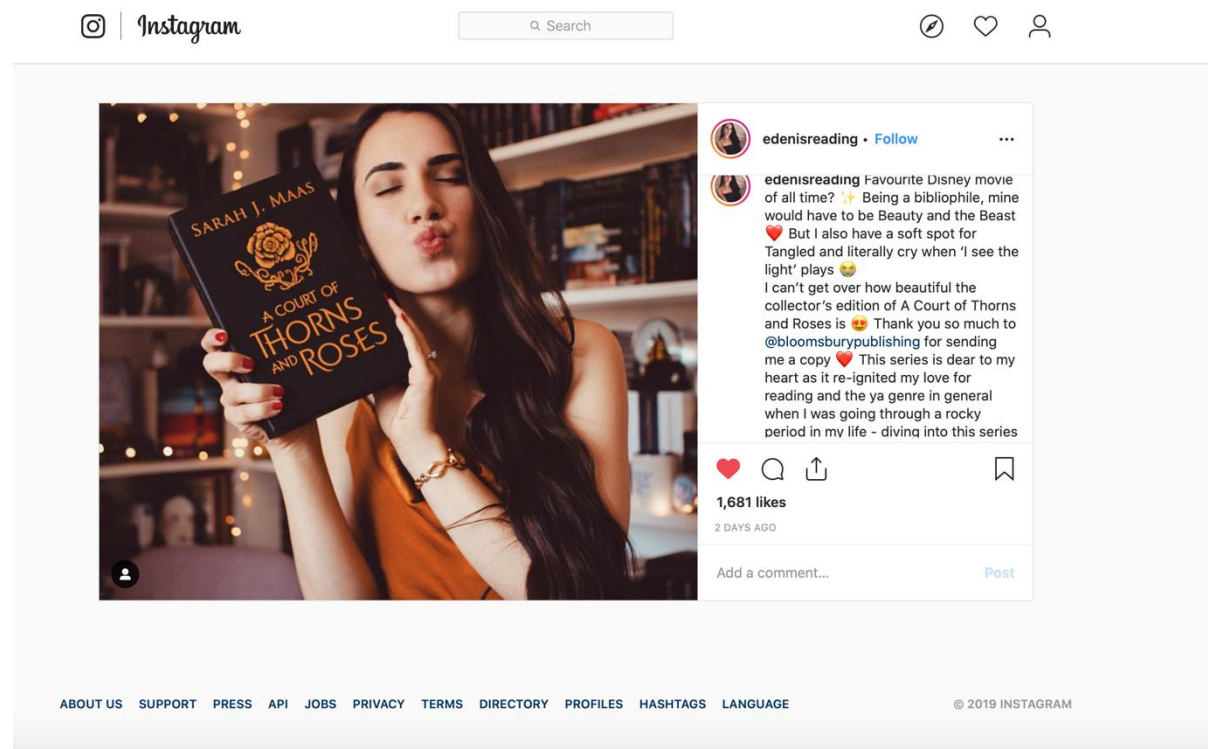 Instagram
Search
SARAH J. MAAS
A COURT OF
THORNS
AND ROSES
edenisreading • Follow
edenisreading Favourite Disney movie
of all time? ✨ Being a bibliophile, mine
would have to be Beauty and the Beast
❤️ But I also have a soft spot for
Tangled and literally cry when ‘I see the
light’ plays 😭
I can’t get over how beautiful the
collector’s edition of A Court of Thorns
and Roses is 😍 Thank you so much to
@bloomsburypublishing for sending
me a copy ❤️ This series is dear to my
heart as it re-ignited my love for
reading and the ya genre in general
when I was going through a rocky
period in my life - diving into this series
1,681 likes
2 DAYS AGO
Add a comment... Post
ABOUT US SUPPORT PRESS API JOBS PRIVACY TERMS DIRECTORY PROFILES HASHTAGS LANGUAGE © 2019 INSTAGRAM